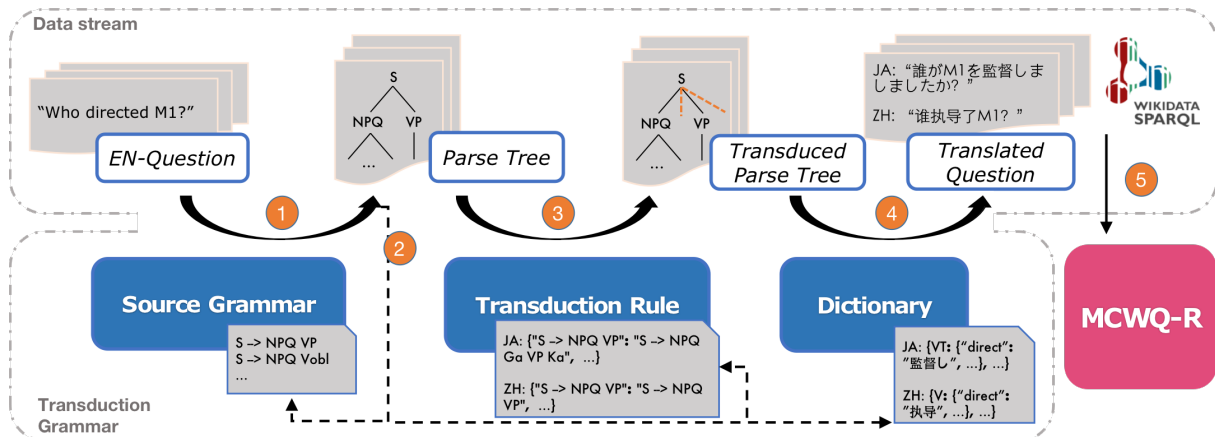 Data stream
"Who directed M1?"
EN-Question
1
S
NPQ VP
...
2
Parse Tree
3
S
NPQ VP
...
Transduced
Parse Tree
4
JA: “誰がM1を監督しま
しましたか? ”
ZH: “谁执导了M1? ”
Translated
Question
WIKIDATA
SPARQL
5
Source Grammar
S -> NPQ VP
S -> NPQ Vobl
...
Transduction Rule
JA: {"S -> NPQ VP": "S -> NPQ
Ga VP Ka", ...}
ZH: {"S -> NPQ VP": "S -> NPQ
VP", ...}
Dictionary
JA: {VT: {“direct”:
“監督し”, ...}, ...}
ZH: {V: {“direct”:
“执导”, ...}, ...}
MCWQ-R
Transduction
Grammar